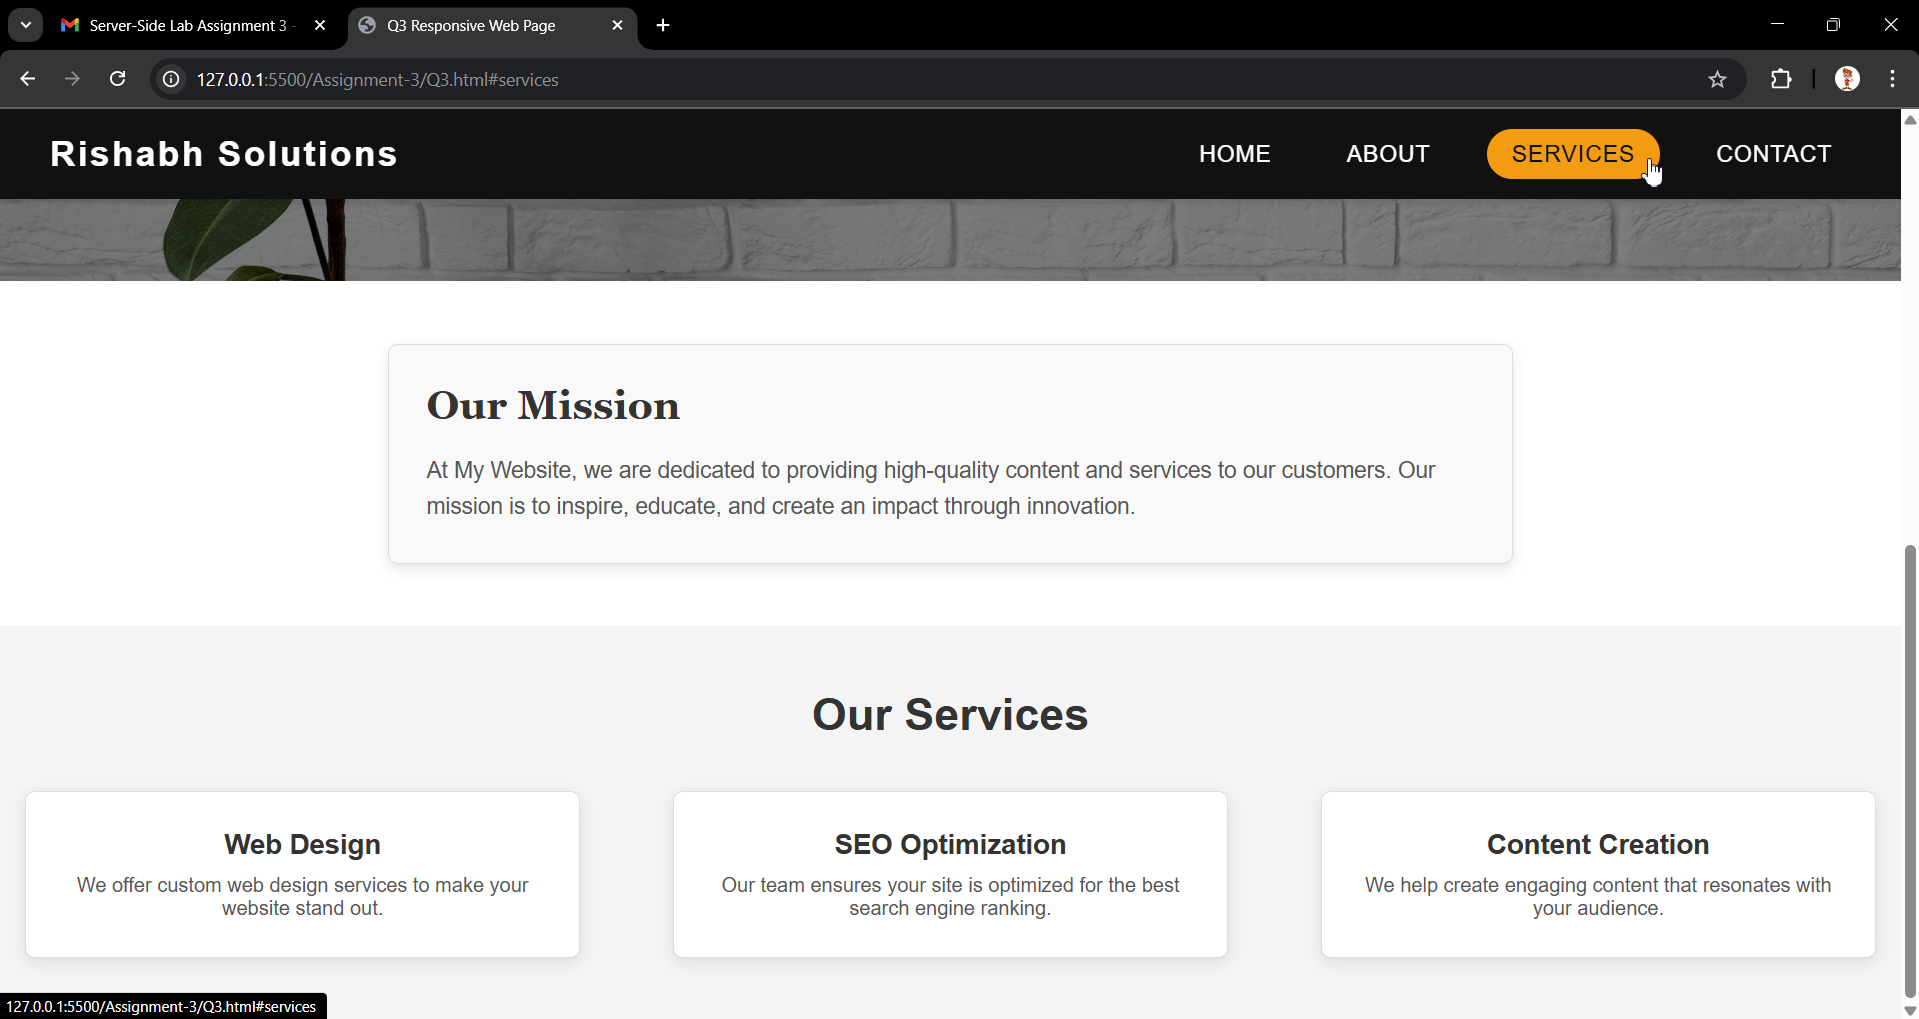 Server-Side Lab Assignment 3 -
Q3 Responsive Web Page
127.0.0.1:5500/Assignment-3/Q3.html#services
Rishabh Solutions
HOME ABOUT SERVICES CONTACT
Our Mission
At My Website, we are dedicated to providing high-quality content and services to our customers. Our
mission is to inspire, educate, and create an impact through innovation.
Our Services
Web Design
We offer custom web design services to make your
website stand out.
SEO Optimization
Our team ensures your site is optimized for the best
search engine ranking.
Content Creation
We help create engaging content that resonates with
your audience.
127.0.0.1:5500/Assignment-3/Q3.html#services